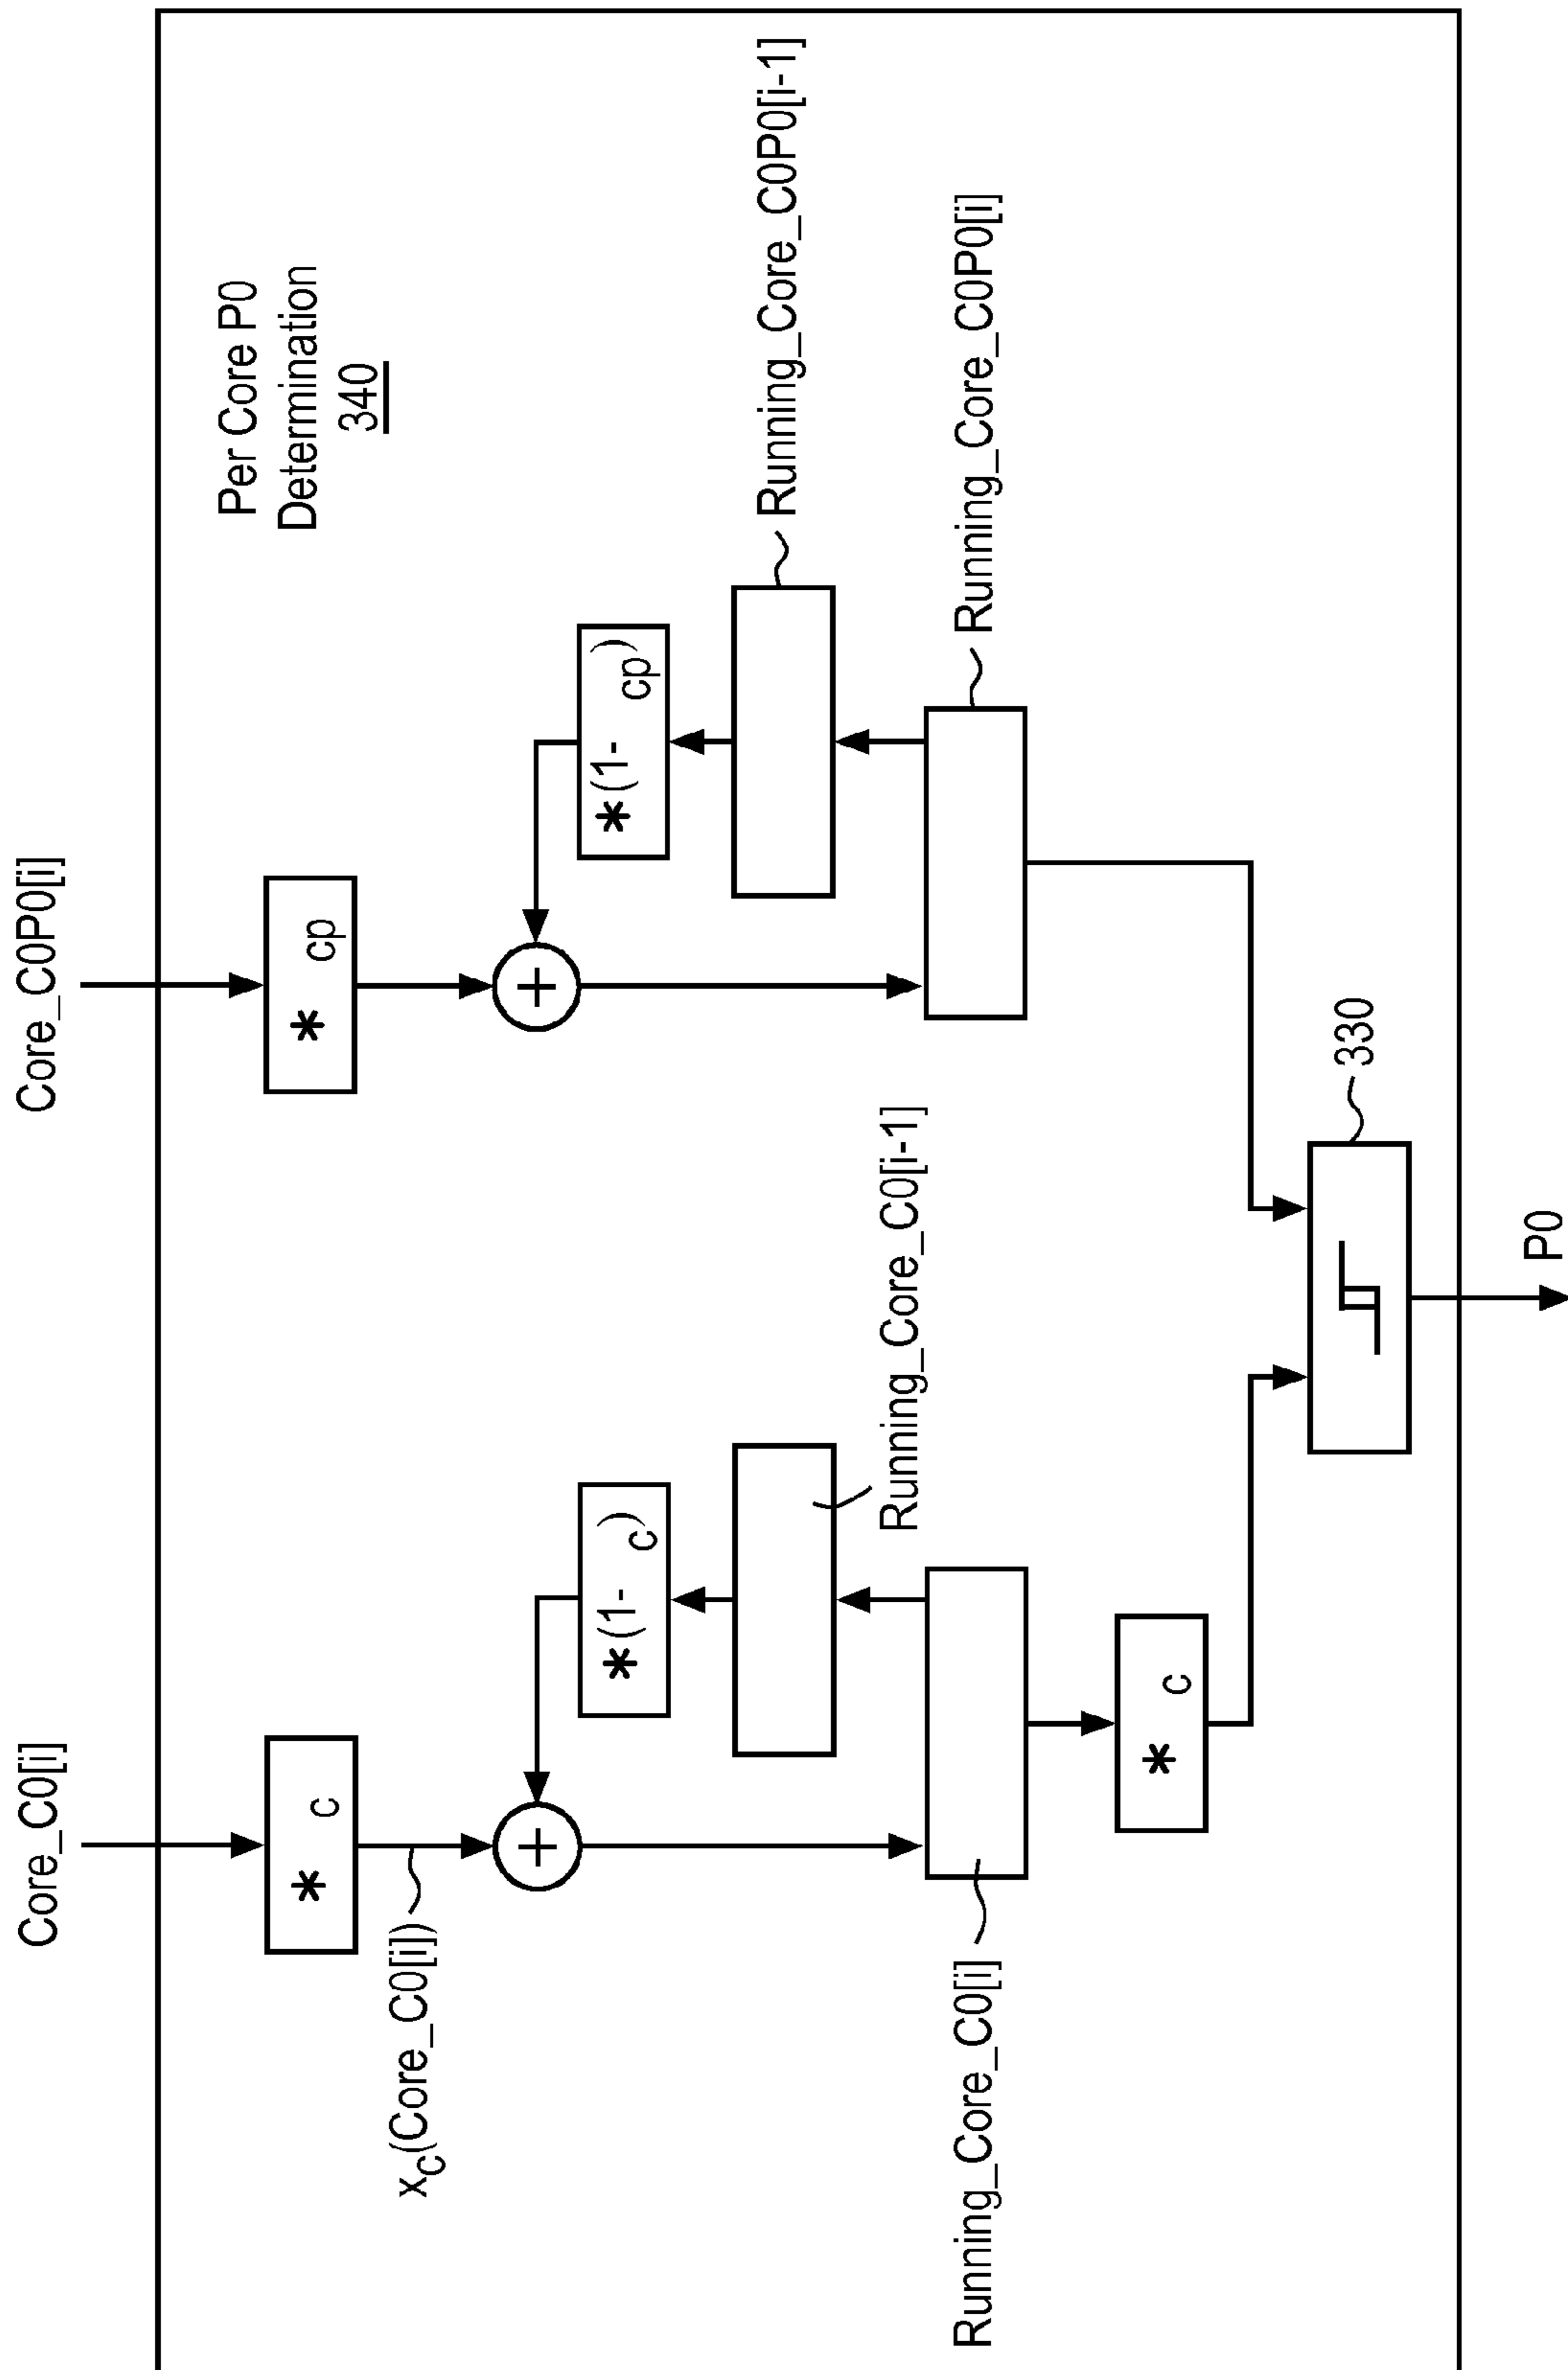 Core_C0[i]
Core_C0P0[i]
Per Core P0
Determination
340
* c
* cp
x_c(Core_C0[i])
+
+
*(1- c)
*(1- cp)
Running_Core_C0[i-1]
Running_Core_C0P0[i-1]
Running_Core_C0[i]
Running_Core_C0P0[i]
* c
330
P0